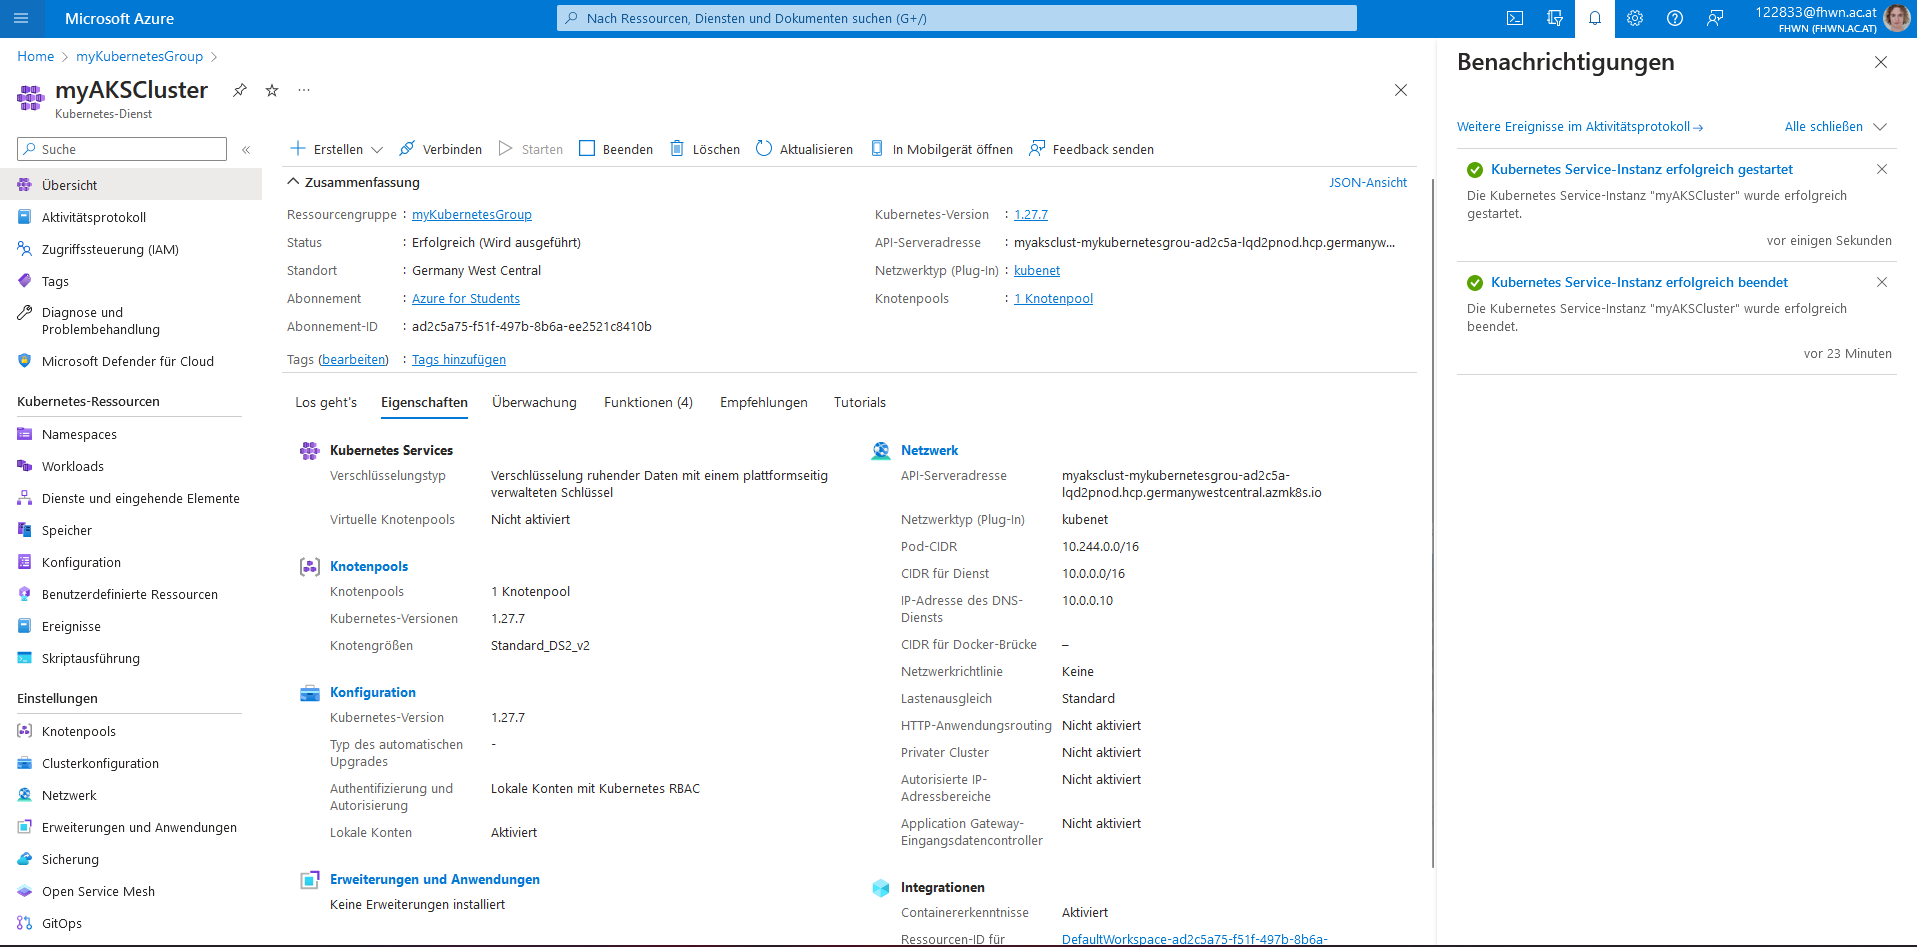 Microsoft Azure
Nach Ressourcen, Diensten und Dokumenten suchen (G+/)
122833@fhwn.ac.at
FHWN (FHWN.AC.AT)
Home
myKubernetesGroup
myAKSCluster
Kubernetes-Dienst
Suche
Übersicht
Aktivitätsprotokoll
Zugriffssteuerung (IAM)
Tags
Diagnose und
Problembehandlung
Microsoft Defender für Cloud
Kubernetes-Ressourcen
Namespaces
Workloads
Dienste und eingehende Elemente
Speicher
Konfiguration
Benutzerdefinierte Ressourcen
Ereignisse
Skriptausführung
Einstellungen
Knotenpools
Clusterkonfiguration
Netzwerk
Erweiterungen und Anwendungen
Sicherung
Open Service Mesh
GitOps
Erstellen
Verbinden
Starten
Beenden
Löschen
Aktualisieren
In Mobilgerät öffnen
Feedback senden
Zusammenfassung
JSON-Ansicht
Ressourcengruppe : myKubernetesGroup
Status : Erfolgreich (Wird ausgeführt)
Standort : Germany West Central
Abonnement : Azure for Students
Abonnement-ID : ad2c5a75-f51f-497b-8b6a-ee2521c8410b
Kubernetes-Version : 1.27.7
API-Serveradresse : myaksclust-mykubernetesgrou-ad2c5a-lqd2pnod.hcp.germanyw...
Netzwerktyp (Plug-In) : kubenet
Knotenpools : 1 Knotenpool
Tags (bearbeiten) : Tags hinzufügen
Los geht's
Eigenschaften
Überwachung
Funktionen (4)
Empfehlungen
Tutorials
Kubernetes Services
Verschlüsselungstyp Verschlüsselung ruhender Daten mit einem plattformseitig
verwalteten Schlüssel
Virtuelle Knotenpools Nicht aktiviert
Knotenpools
Knotenpools 1 Knotenpool
Kubernetes-Versionen 1.27.7
Knotengrößen Standard_DS2_v2
Konfiguration
Kubernetes-Version 1.27.7
Typ des automatischen -
Upgrades
Authentifizierung und Lokale Konten mit Kubernetes RBAC
Autorisierung
Lokale Konten Aktiviert
Erweiterungen und Anwendungen
Keine Erweiterungen installiert
Netzwerk
API-Serveradresse myaksclust-mykubernetesgrou-ad2c5a-
lqd2pnod.hcp.germanywestcentral.azmk8s.io
Netzwerktyp (Plug-In) kubenet
Pod-CIDR 10.244.0.0/16
CIDR für Dienst 10.0.0.0/16
IP-Adresse des DNS- 10.0.0.10
Diensts
CIDR für Docker-Brücke –
Netzwerkrichtlinie Keine
Lastenausgleich Standard
HTTP-Anwendungsrouting Nicht aktiviert
Privater Cluster Nicht aktiviert
Autorisierte IP- Nicht aktiviert
Adressbereiche
Application Gateway- Nicht aktiviert
Eingangsdatencontroller
Integrationen
Containererkenntnisse Aktiviert
Ressourcen-ID für DefaultWorkspace-ad2c5a75-f51f-497b-8b6a-
Benachrichtigungen
Weitere Ereignisse im Aktivitätsprotokoll →
Alle schließen
Kubernetes Service-Instanz erfolgreich gestartet
Die Kubernetes Service-Instanz "myAKSCluster" wurde erfolgreich
gestartet.
vor einigen Sekunden
Kubernetes Service-Instanz erfolgreich beendet
Die Kubernetes Service-Instanz "myAKSCluster" wurde erfolgreich
beendet.
vor 23 Minuten